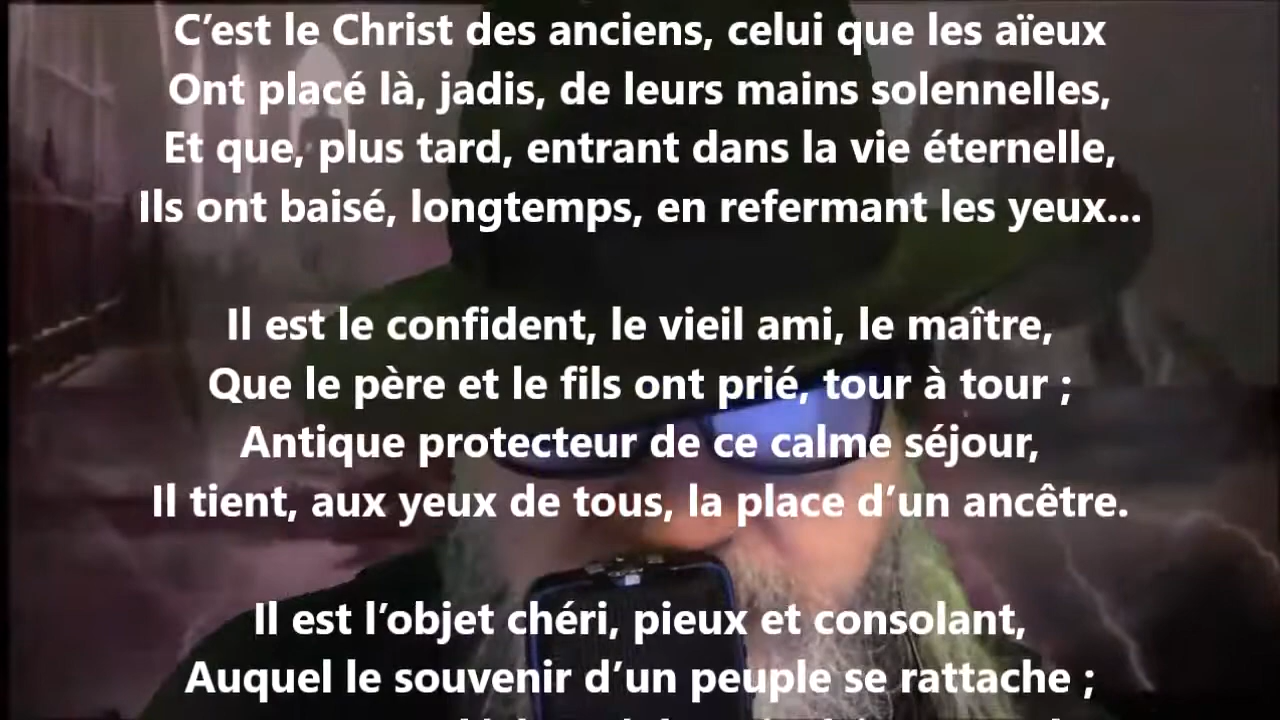 C’est le Christ des anciens, celui que les aïeux
Ont placé là, jadis, de leurs mains solennelles,
Et que, plus tard, entrant dans la vie éternelle,
Ils ont baisé, longtemps, en refermant les yeux...
Il est le confident, le vieil ami, le maître,
Que le père et le fils ont prié, tour à tour ;
Antique protecteur de ce calme séjour,
Il tient, aux yeux de tous, la place d’un ancêtre.
Il est l’objet chéri, pieux et consolant,
Auquel le souvenir d’un peuple se rattache ;